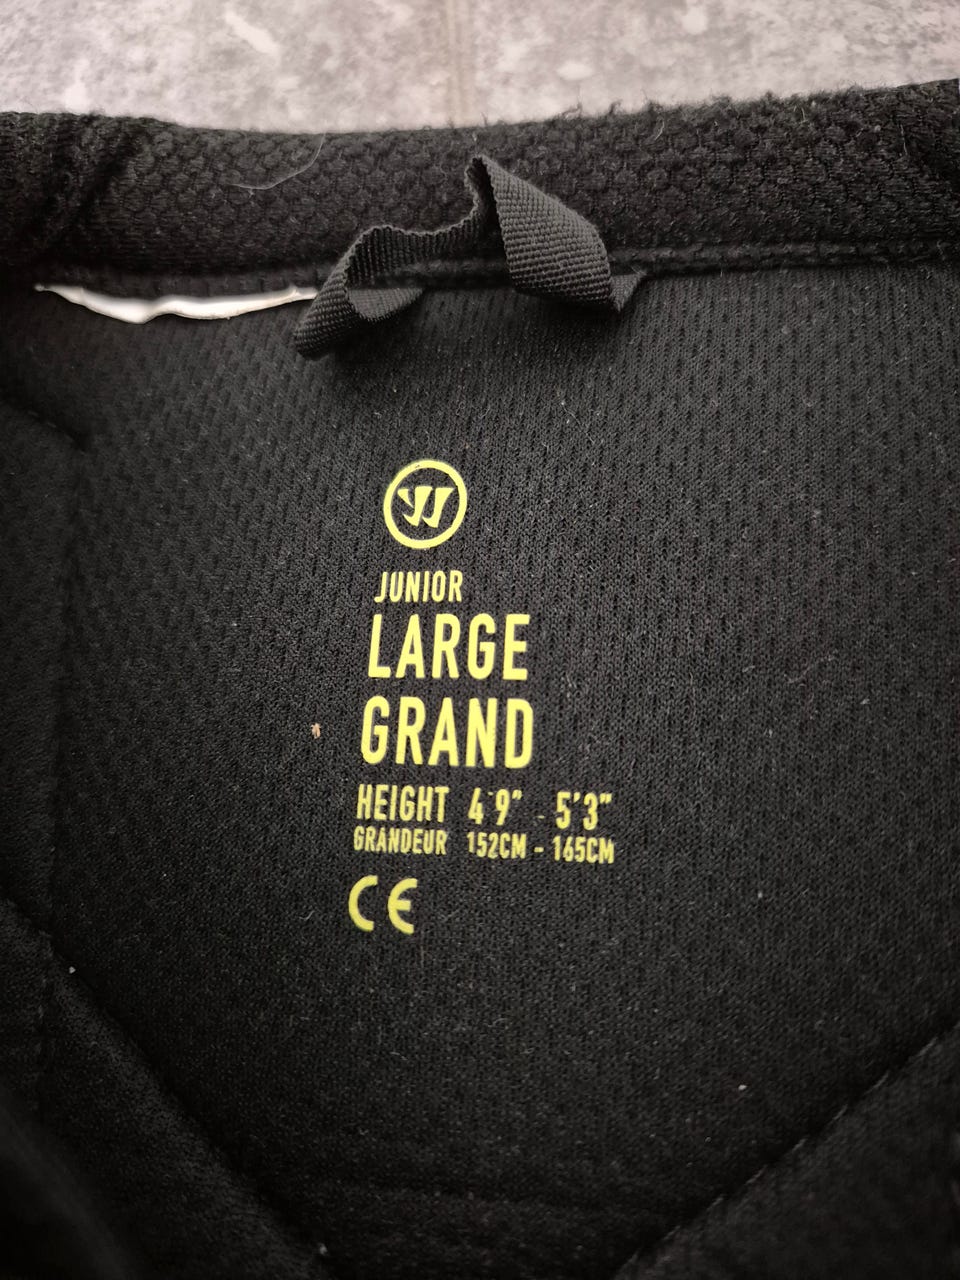 JUNIOR
LARGE
GRAND
HEIGHT 4'9" - 5'3"
GRANDEUR 152CM - 165CM
CE